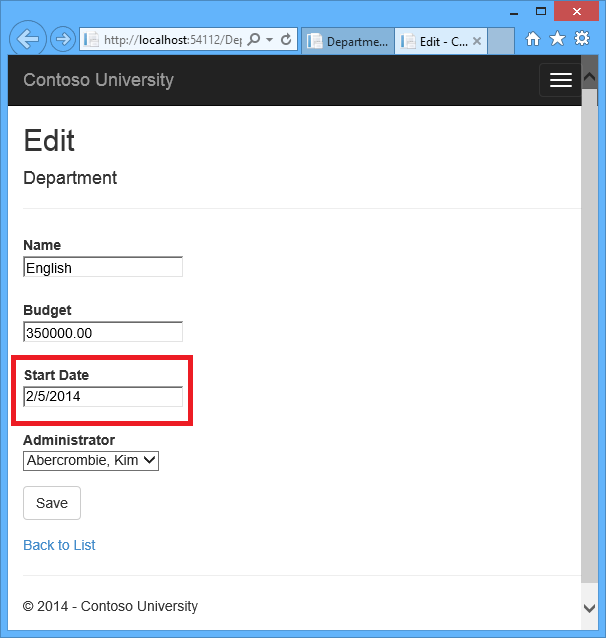 http://localhost:54112/De
Departme...
Edit - C...
Contoso University
Edit
Department
Name
English
Budget
350000.00
Start Date
2/5/2014
Administrator
Abercrombie, Kim
Save
Back to List
© 2014 - Contoso University